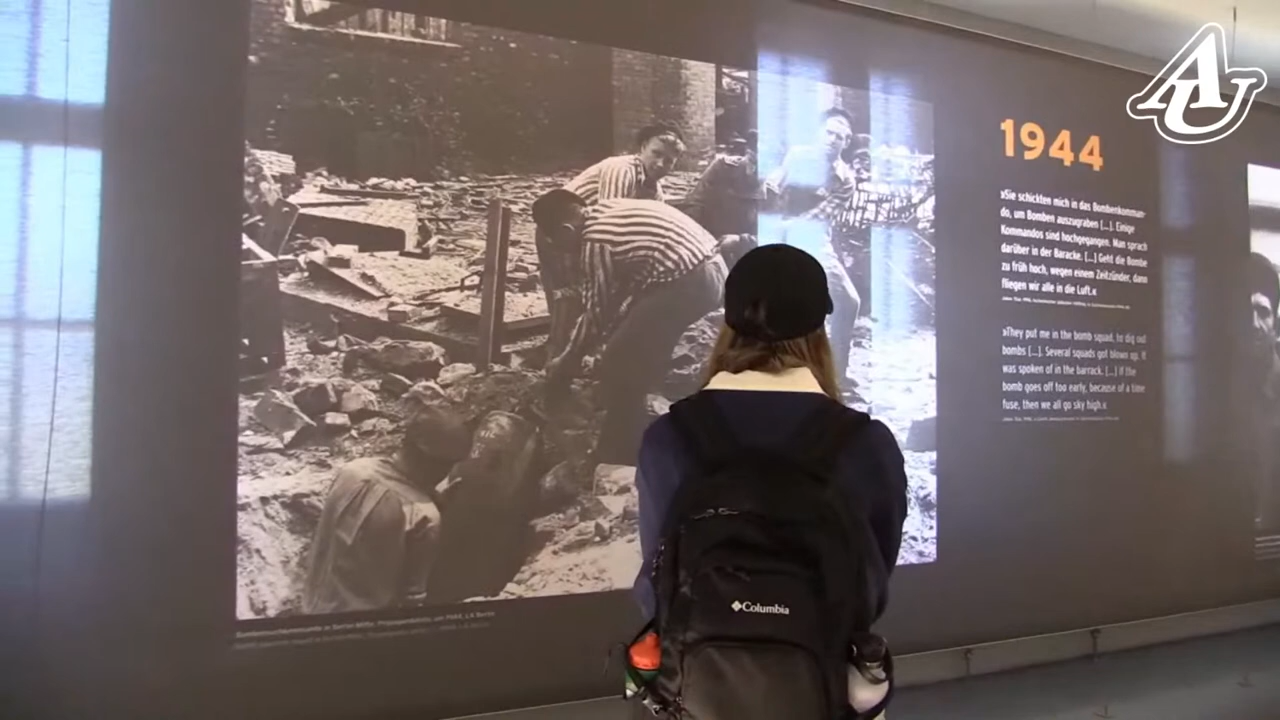 AU
1944
»Sie schickten mich in das Bombenkomman-
do, um Bomben auszugraben [...]. Einige
Kommandos sind hochgegangen. Man sprach
darüber in der Baracke. [...] Geht die Bombe
zu früh hoch, wegen einem Zeitzünder, dann
fliegen wir alle in die Luft.«
»They put me in the bomb squad, to dig out
bombs [...]. Several squads got blown up. It
was spoken of in the barrack. [...] If the
bomb goes off too early, because of a time
fuse, then we all go sky high.«
Columbia